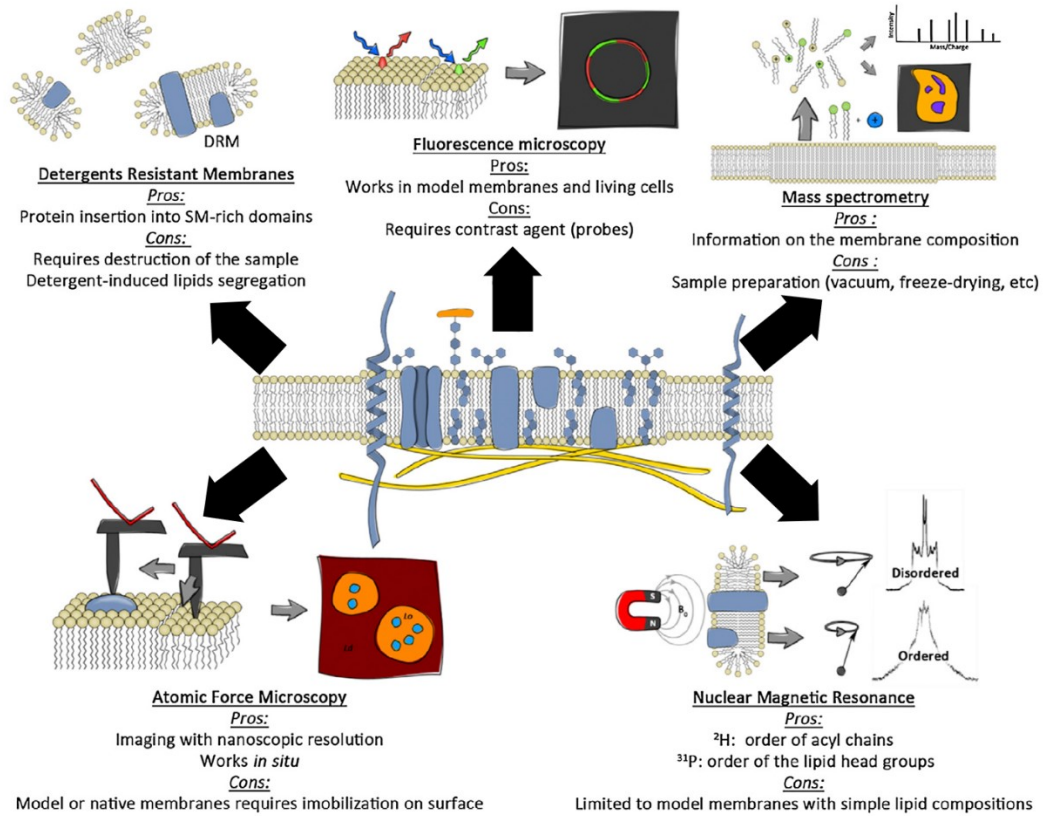 DRM
Detergents Resistant Membranes
Pros:
Protein insertion into SM-rich domains
Cons:
Requires destruction of the sample
Detergent-induced lipids segregation
Fluorescence microscopy
Pros:
Works in model membranes and living cells
Cons:
Requires contrast agent (probes)
Intensity
Mass/Charge
+ +
Mass spectrometry
Pros :
Information on the membrane composition
Cons :
Sample preparation (vacuum, freeze-drying, etc)
Lo
Ld
Atomic Force Microscopy
Pros:
Imaging with nanoscopic resolution
Works in situ
Cons:
Model or native membranes requires imobilization on surface
S
N
B₀
Disordered
Ordered
Nuclear Magnetic Resonance
Pros:
²H: order of acyl chains
³¹P: order of the lipid head groups
Cons:
Limited to model membranes with simple lipid compositions